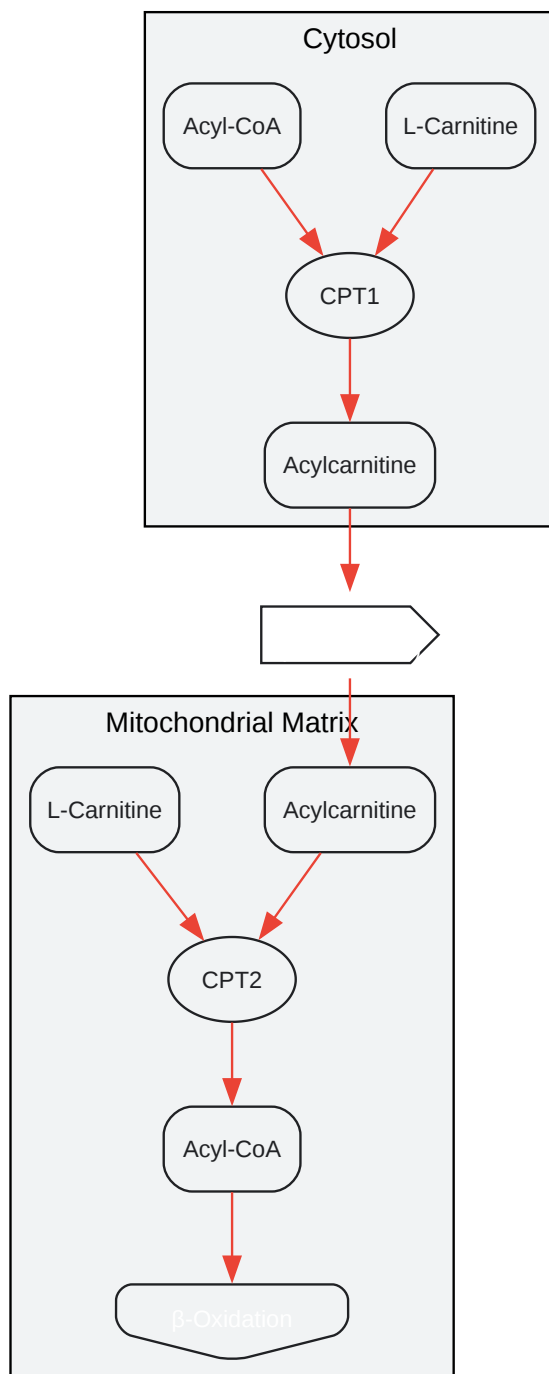 Cytosol
Acyl-CoA
L-Carnitine
CPT1
Acylcarnitine
Mitochondrial Matrix
L-Carnitine
Acylcarnitine
CPT2
Acyl-CoA
β-Oxidation